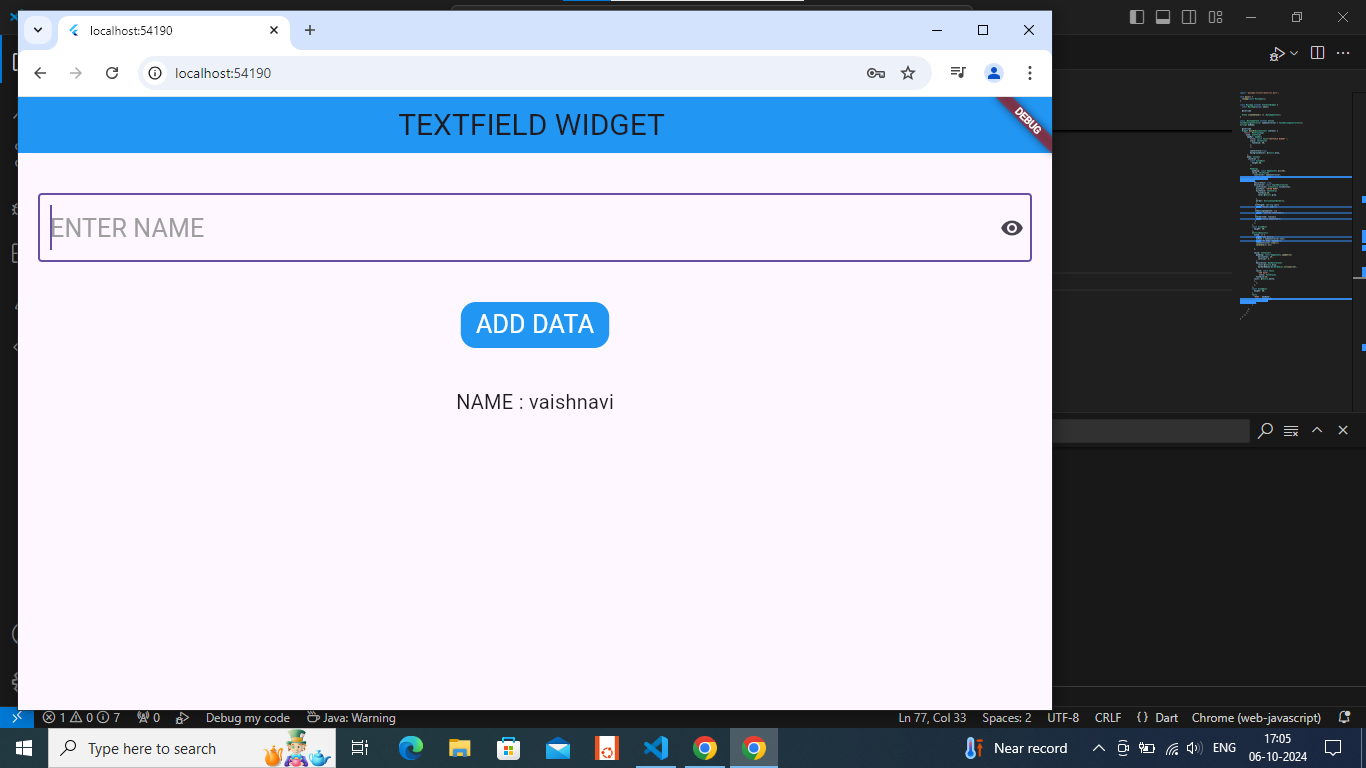 localhost:54190
localhost:54190
TEXTFIELD WIDGET
DEBUG
ENTER NAME
ADD DATA
NAME : vaishnavi
1 0 7 0 Debug my code Java: Warning Ln 77, Col 33 Spaces: 2 UTF-8 CRLF {} Dart Chrome (web-javascript)
Type here to search Near record ENG 17:05
06-10-2024